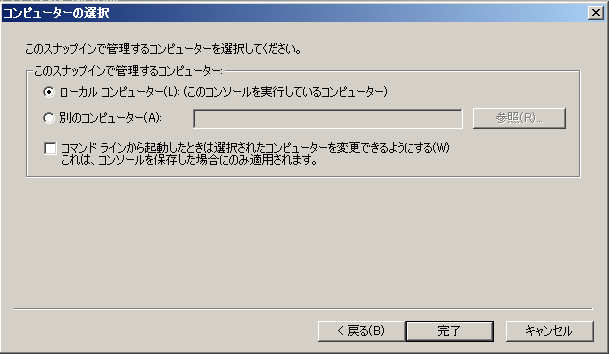 コンピューターの選択
このスナップインで管理するコンピューターを選択してください。
このスナップインで管理するコンピューター:
ローカル コンピューター(L): (このコンソールを実行しているコンピューター)
別のコンピューター(A):
参照(R)...
コマンド ラインから起動したときは選択されたコンピューターを変更できるようにする(W)
これは、コンソールを保存した場合にのみ適用されます。
< 戻る(B)
完了
キャンセル